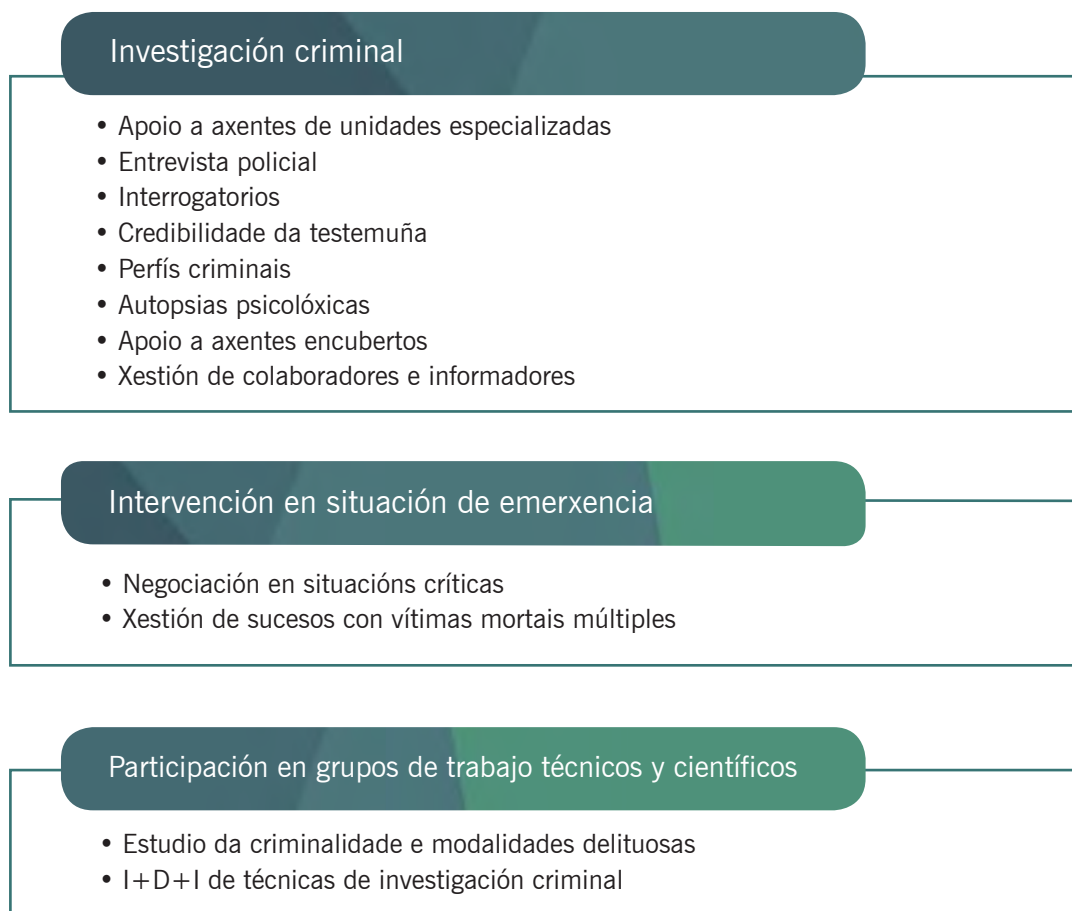 Investigación criminal
• Apoio a axentes de unidades especializadas
• Entrevista policial
• Interrogatorios
• Credibilidade da testemuña
• Perfís criminais
• Autopsias psicolóxicas
• Apoio a axentes encubertos
• Xestión de colaboradores e informadores
Intervención en situación de emerxencia
• Negociación en situacións críticas
• Xestión de sucesos con vítimas mortais múltiples
Participación en grupos de trabajo técnicos y científicos
• Estudio da criminalidade e modalidades delituosas
• I+D+I de técnicas de investigación criminal